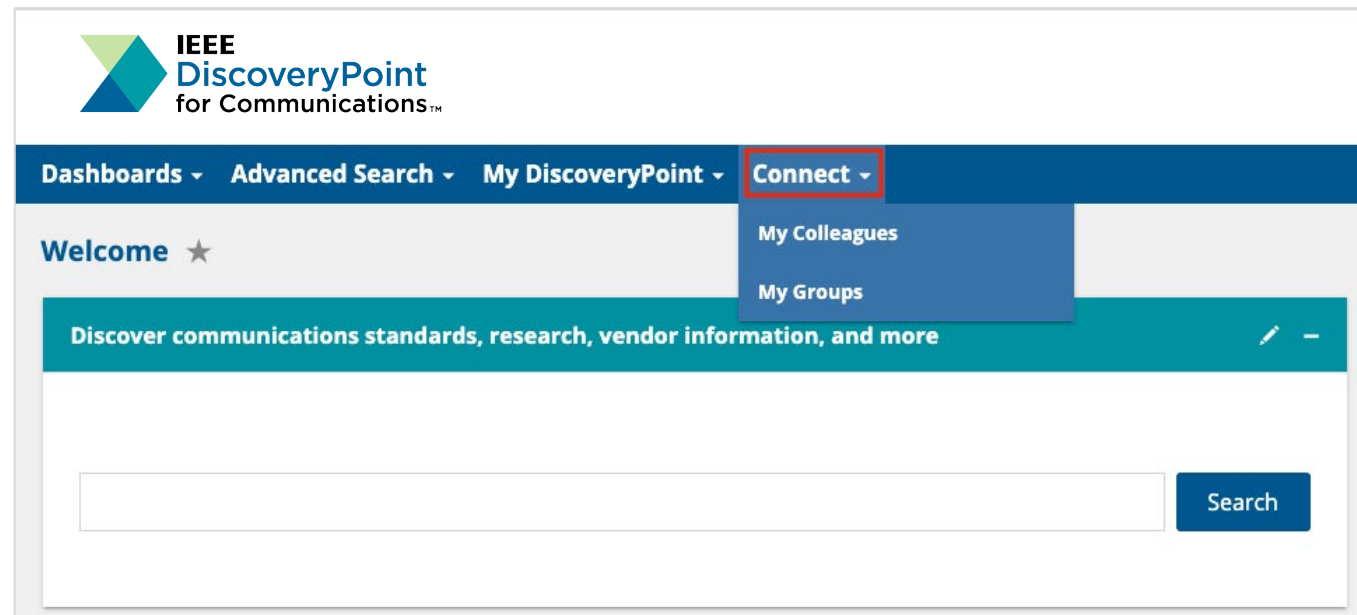 IEEE
DiscoveryPoint
for Communications™
Dashboards Advanced Search My DiscoveryPoint Connect
My Colleagues
My Groups
Welcome
Discover communications standards, research, vendor information, and more
Search